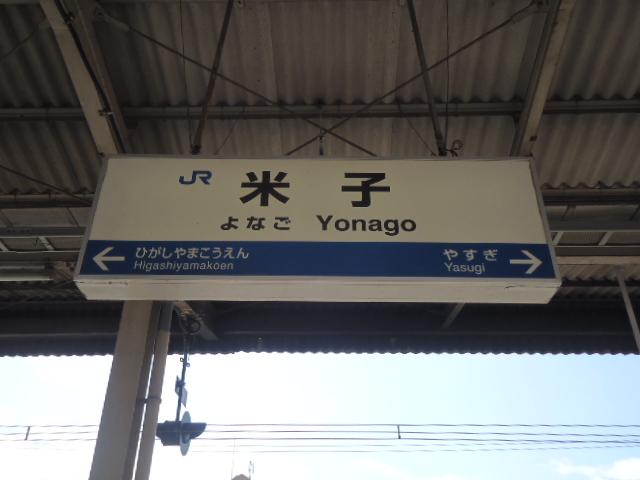 JR 米子
よなご Yonago
← ひがしやまこうえん やすぎ →
Higashiyamakoen Yasugi